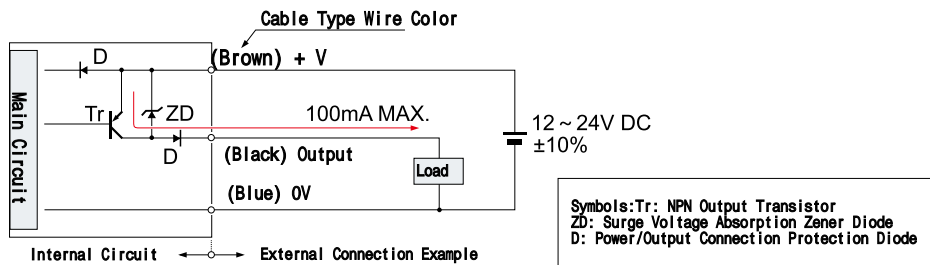 Cable Type Wire Color
D
(Brown) + V
Main Circuit
Tr
ZD
100mA MAX.
12 ~ 24V DC
±10%
D
(Black) Output
Load
(Blue) 0V
Symbols:Tr: NPN Output Transistor
ZD: Surge Voltage Absorption Zener Diode
D: Power/Output Connection Protection Diode
Internal Circuit
External Connection Example